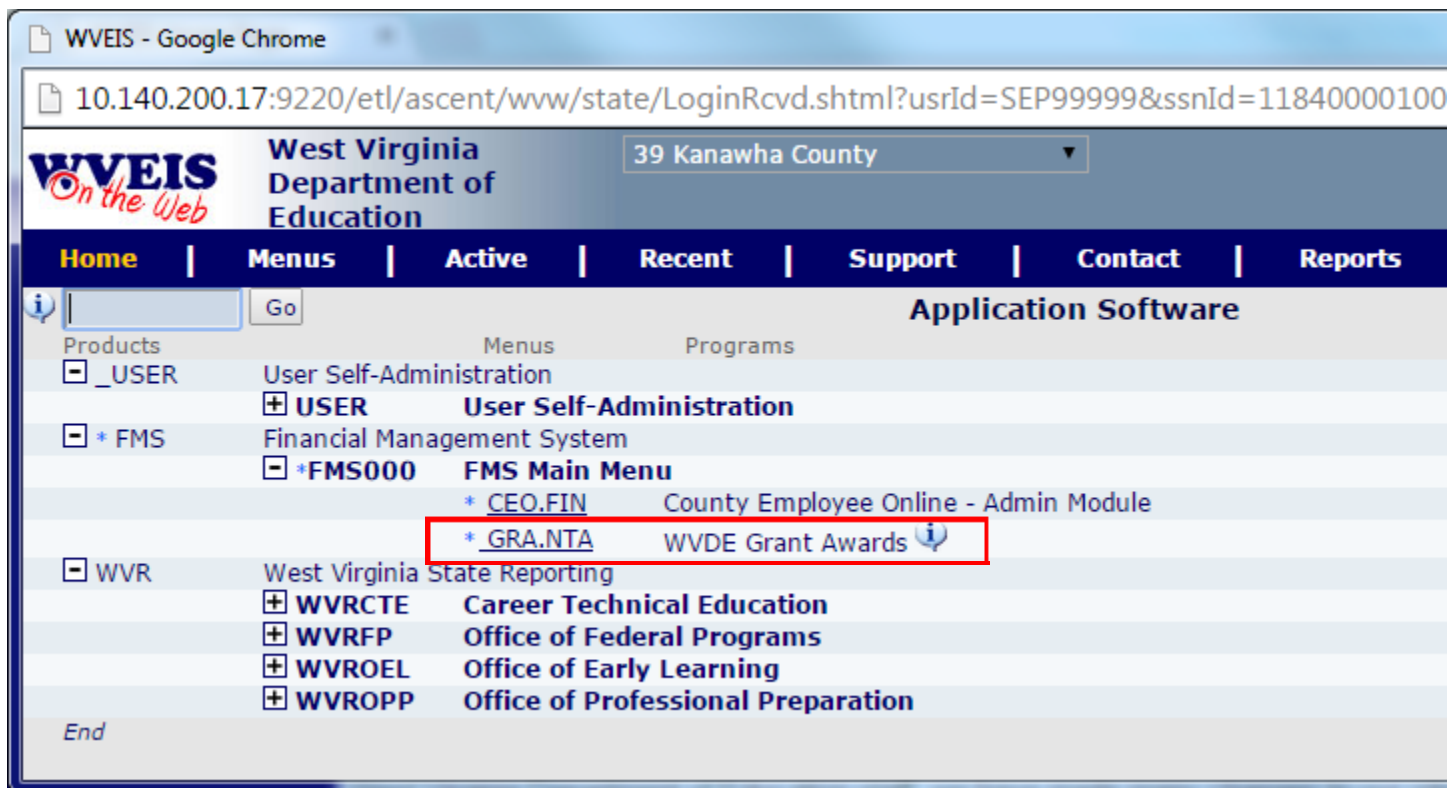 WVEIS - Google Chrome
10.140.200.17:9220/etl/ascent/wvw/state/LoginRcvd.shtml?usrId=SEP99999&ssnId=11840000100
WVEIS
On the Web
West Virginia
Department of
Education
39 Kanawha County
Home | Menus | Active | Recent | Support | Contact | Reports
Go Application Software
Products Menus Programs
_USER User Self-Administration
USER User Self-Administration
* FMS Financial Management System
*FMS000 FMS Main Menu
* CEO.FIN County Employee Online - Admin Module
* GRA.NTA WVDE Grant Awards
WVR West Virginia State Reporting
WVRCTE Career Technical Education
WVRFP Office of Federal Programs
WVROEL Office of Early Learning
WVROPP Office of Professional Preparation
End